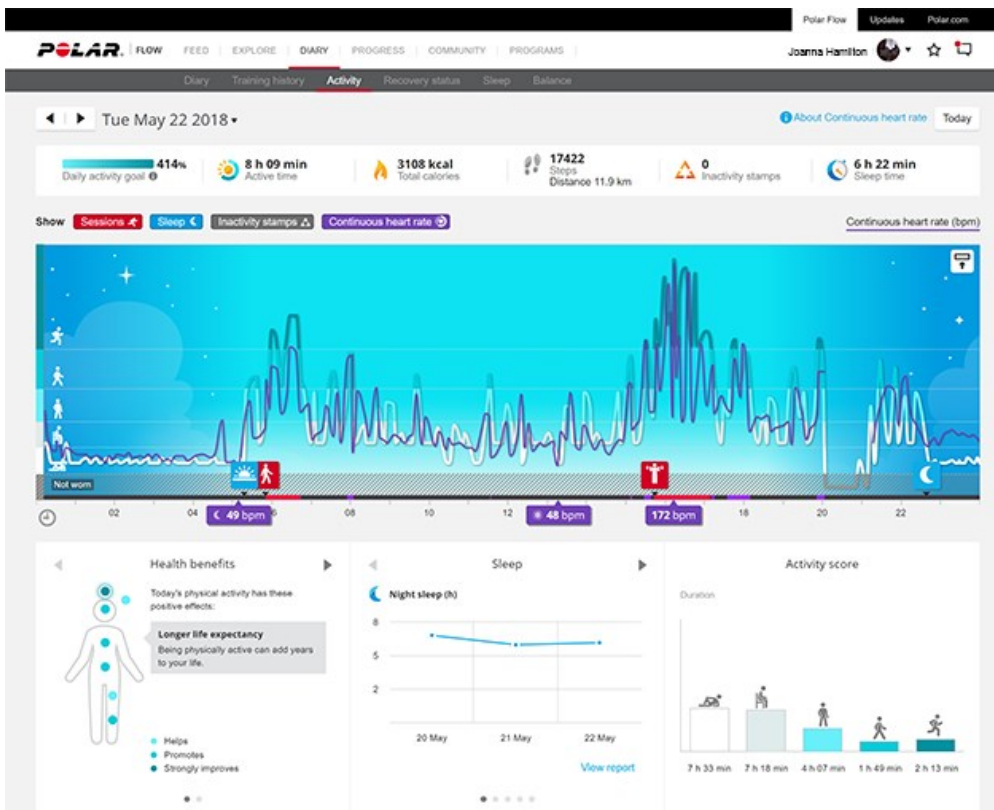 Polar Flow Updates Polar.com
POLAR. FLOW FEED EXPLORE DIARY PROGRESS COMMUNITY PROGRAMS Joanna Hamilton
Diary Training history Activity Recovery status Sleep Balance
Tue May 22 2018 About Continuous heart rate Today
414% 8 h 09 min 3108 kcal 17422 0 6 h 22 min
Daily activity goal Active time Total calories Steps Inactivity stamps Sleep time
Distance 11.9 km
Show Sessions Sleep Inactivity stamps Continuous heart rate Continuous heart rate (bpm)
Not worn
02 04 06 08 10 12 18 20 22
49 bpm 48 bpm 172 bpm
Health benefits
Today's physical activity has these
positive effects:
Longer life expectancy
Being physically active can add years
to your life.
Helps
Promotes
Strongly improves
Sleep
Night sleep (h)
8
5
2
20 May 21 May 22 May
View report
Activity score
Duration
7 h 33 min 7 h 18 min 4 h 07 min 1 h 49 min 2 h 13 min